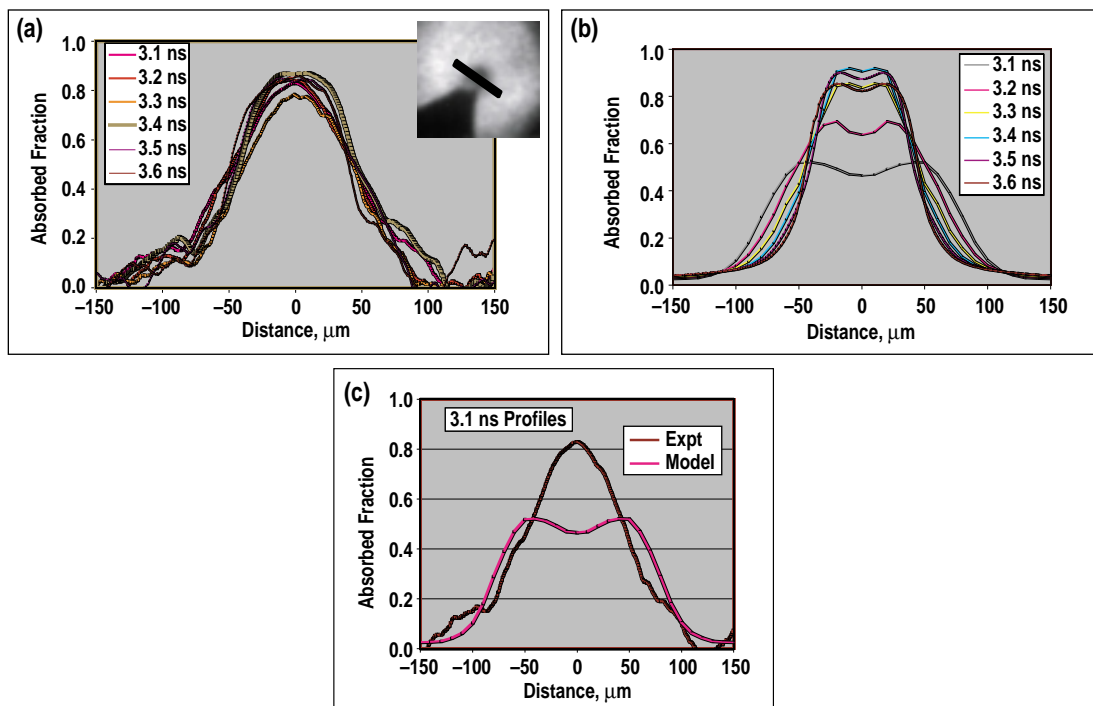 (a)
1.0
0.8
0.6
0.4
0.2
0.0
Absorbed Fraction
3.1 ns
3.2 ns
3.3 ns
3.4 ns
3.5 ns
3.6 ns
–150 –100 –50 0 50 100 150
Distance, μm
(b)
1.0
0.8
0.6
0.4
0.2
0.0
Absorbed Fraction
3.1 ns
3.2 ns
3.3 ns
3.4 ns
3.5 ns
3.6 ns
–150 –100 –50 0 50 100 150
Distance, μm
(c)
1.0
0.8
0.6
0.4
0.2
0.0
Absorbed Fraction
3.1 ns Profiles
Expt
Model
–150 –100 –50 0 50 100 150
Distance, μm